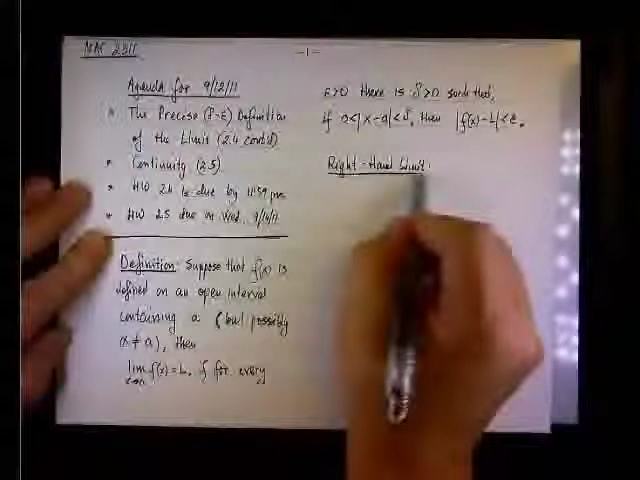 MAC 2311
-1-
Agenda for 9/12/11
* The Precise (δ-ε) Definition
of the Limit (2.4 cont'd)
* Continuity (2.5)
* HW 2.4 is due by 11:59 pm
* HW 2.5 due on Wed. 9/14/11
Definition: Suppose that f(x) is
defined on an open interval
containing a (but possibly
x ≠ a), then
lim f(x) = L, if for every
x→a
ε>0 there is δ>0 such that,
if 0<|x-a|<δ, then |f(x)-L|<ε.
Right-Hand Limit: